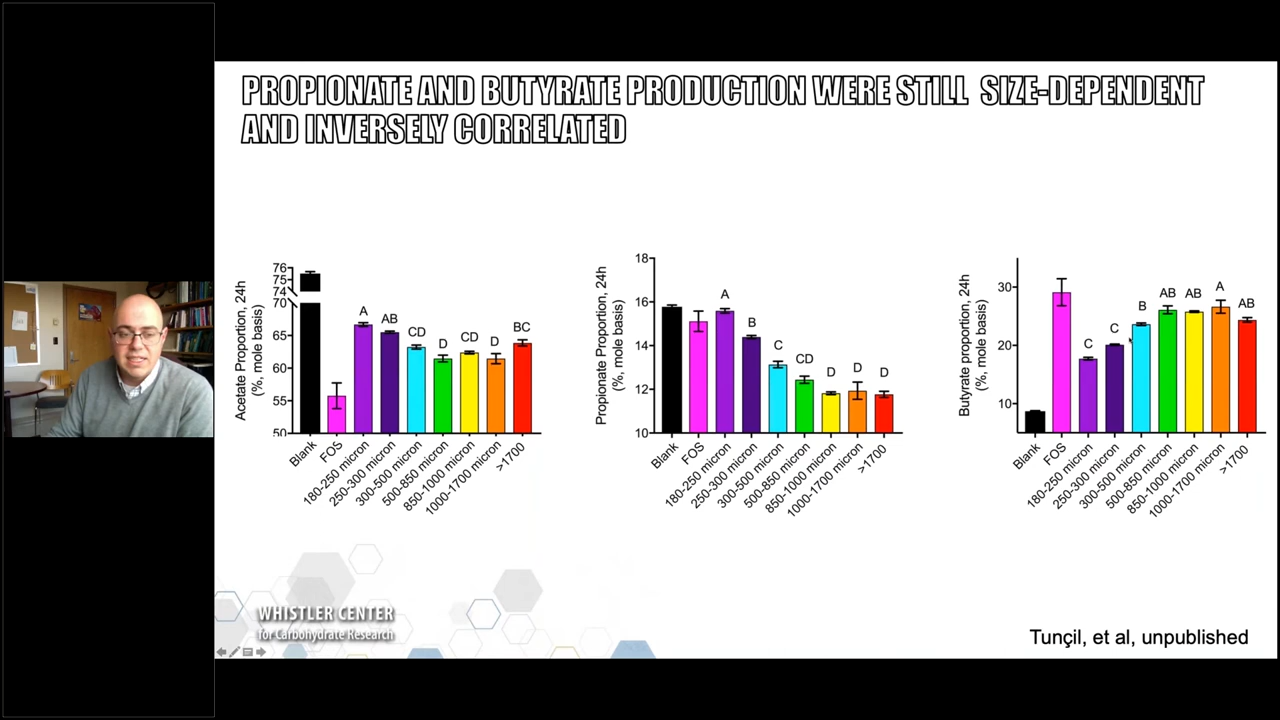 PROPIONATE AND BUTYRATE PRODUCTION WERE STILL SIZE-DEPENDENT
AND INVERSELY CORRELATED
Acetate Proportion, 24h
(%, mole basis)
76
75
74
70
65
60
55
50
A
AB
CD
D
CD
D
BC
Blank
FOS
180-250 micron
250-300 micron
300-500 micron
500-850 micron
850-1000 micron
1000-1700 micron
>1700
Propionate Proportion, 24h
(%, mole basis)
18
16
14
12
10
A
B
C
CD
D
D
D
Blank
FOS
180-250 micron
250-300 micron
300-500 micron
500-850 micron
850-1000 micron
1000-1700 micron
>1700
Butyrate proportion, 24h
(%, mole basis)
30
20
10
C
C
B
AB
AB
A
AB
Blank
FOS
180-250 micron
250-300 micron
300-500 micron
500-850 micron
850-1000 micron
1000-1700 micron
>1700
WHISTLER CENTER
for Carbohydrate Research
Tunçil, et al, unpublished